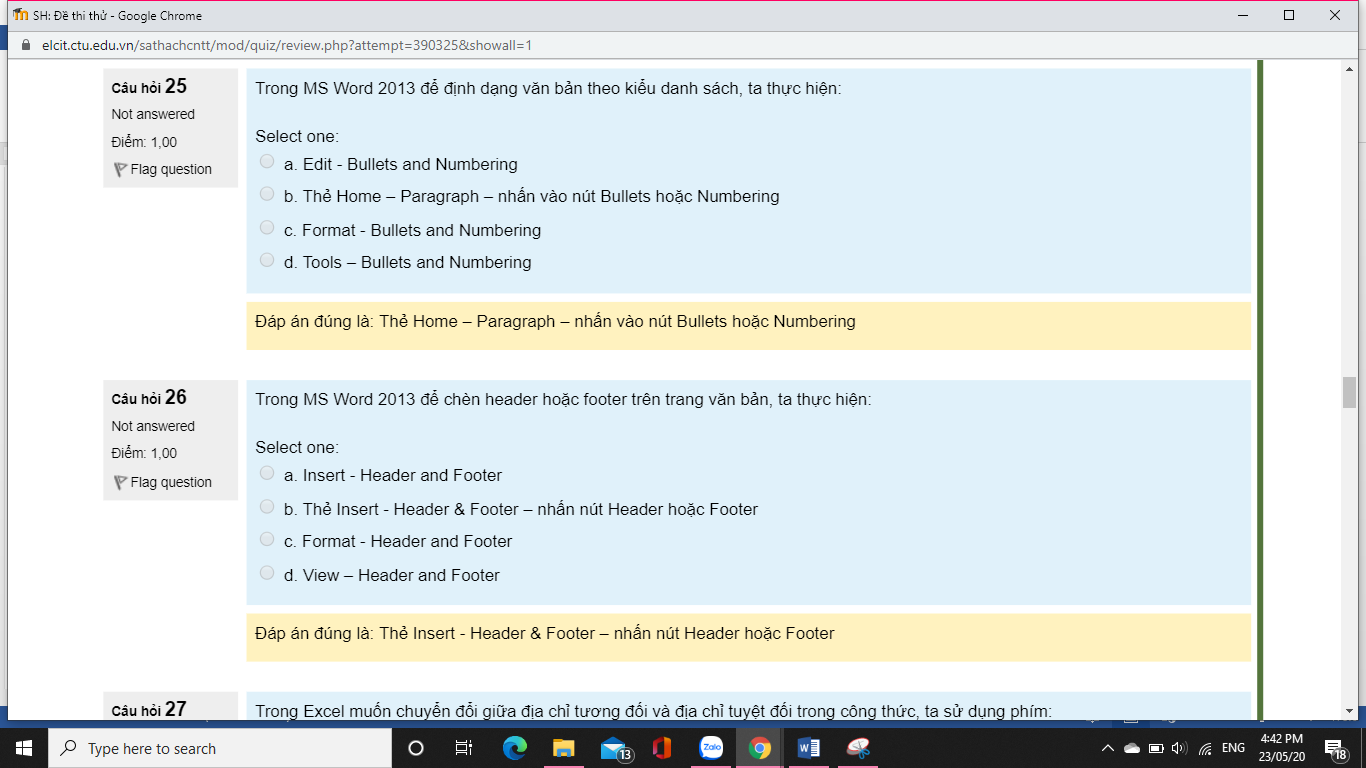 SH: Đề thi thử - Google Chrome
elcit.ctu.edu.vn/sathachcntt/mod/quiz/review.php?attempt=390325&showall=1
Câu hỏi 25
Not answered
Điểm: 1,00
Flag question
Trong MS Word 2013 để định dạng văn bản theo kiểu danh sách, ta thực hiện:
Select one:
a. Edit - Bullets and Numbering
b. Thẻ Home – Paragraph – nhấn vào nút Bullets hoặc Numbering
c. Format - Bullets and Numbering
d. Tools – Bullets and Numbering
Đáp án đúng là: Thẻ Home – Paragraph – nhấn vào nút Bullets hoặc Numbering
Câu hỏi 26
Not answered
Điểm: 1,00
Flag question
Trong MS Word 2013 để chèn header hoặc footer trên trang văn bản, ta thực hiện:
Select one:
a. Insert - Header and Footer
b. Thẻ Insert - Header & Footer – nhấn nút Header hoặc Footer
c. Format - Header and Footer
d. View – Header and Footer
Đáp án đúng là: Thẻ Insert - Header & Footer – nhấn nút Header hoặc Footer
Câu hỏi 27
Trong Excel muốn chuyển đổi giữa địa chỉ tương đối và địa chỉ tuyệt đối trong công thức, ta sử dụng phím:
Type here to search
13
Zalo
ENG
4:42 PM
23/05/20
18